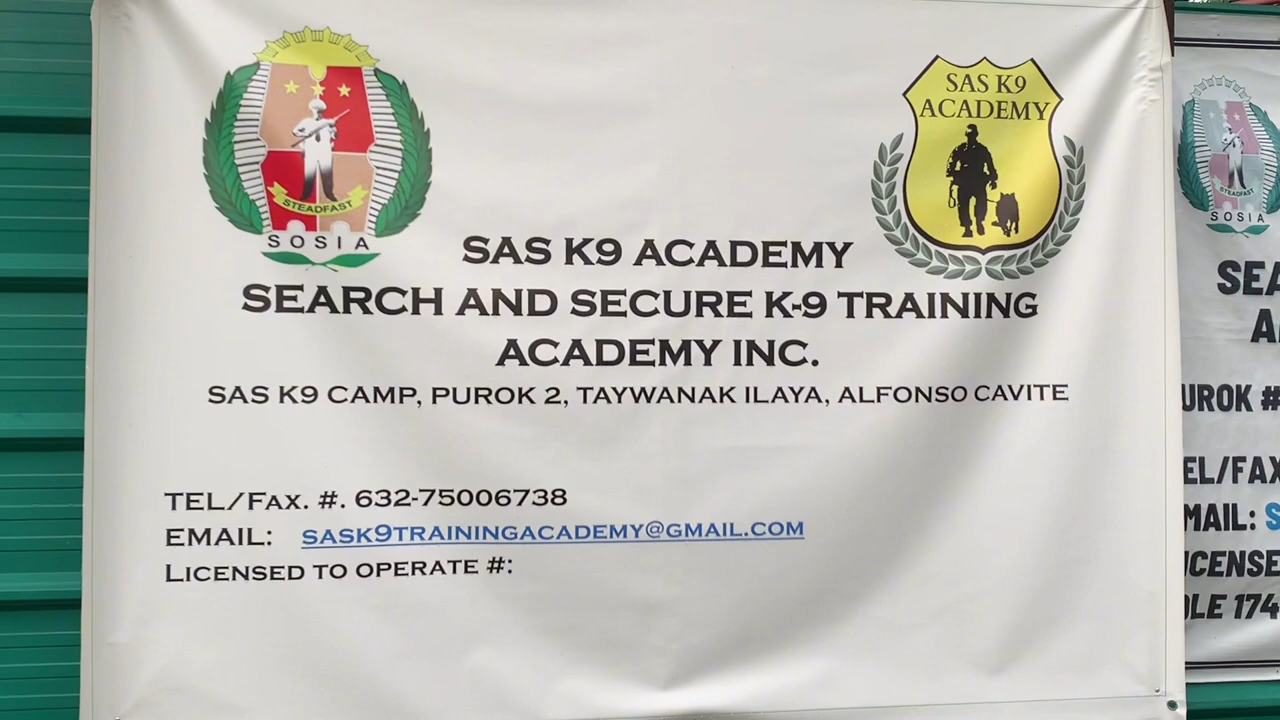 STEADFAST
SOSIA
SAS K9
ACADEMY
SAS K9 ACADEMY
SEARCH AND SECURE K-9 TRAINING
ACADEMY INC.
SAS K9 CAMP, PUROK 2, TAYWANAK ILAYA, ALFONSO CAVITE
TEL/FAX. #. 632-75006738
EMAIL: SASK9TRAININGACADEMY@GMAIL.COM
LICENSED TO OPERATE #:
STEADFAST
SOSIA
SEA
A
UROK #
EL/FAX
MAIL: S
ICENSE
OLE 174